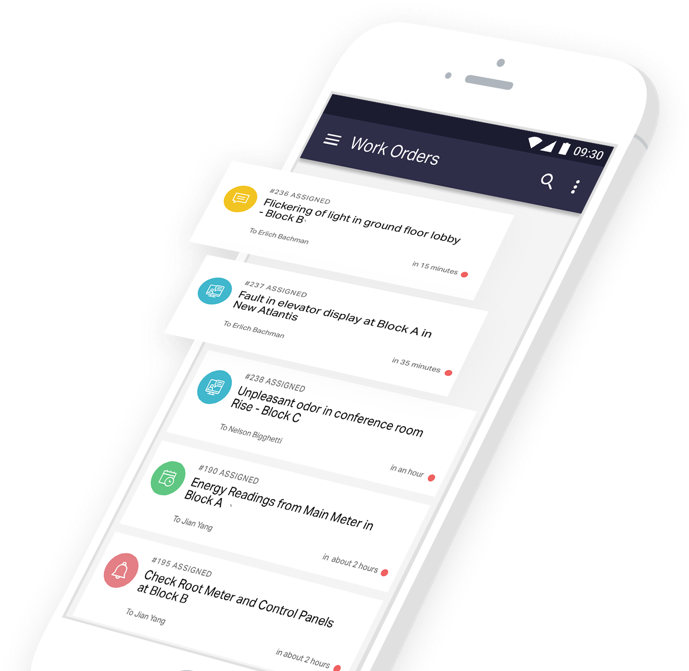 09:30
Work Orders
#236 ASSIGNED
Flickering of light in ground floor lobby
- Block B
To Erlich Bachman
in 15 minutes
#237 ASSIGNED
Fault in elevator display at Block A in
New Atlantis
To Erlich Bachman
in 35 minutes
#238 ASSIGNED
Unpleasant odor in conference room
Rise - Block C
To Nelson Bigghetti
in an hour
#190 ASSIGNED
Energy Readings from Main Meter in
Block A
To Jian Yang
in about 2 hours
#195 ASSIGNED
Check Root Meter and Control Panels
at Block B
To Jian Yang
in about 2 hours